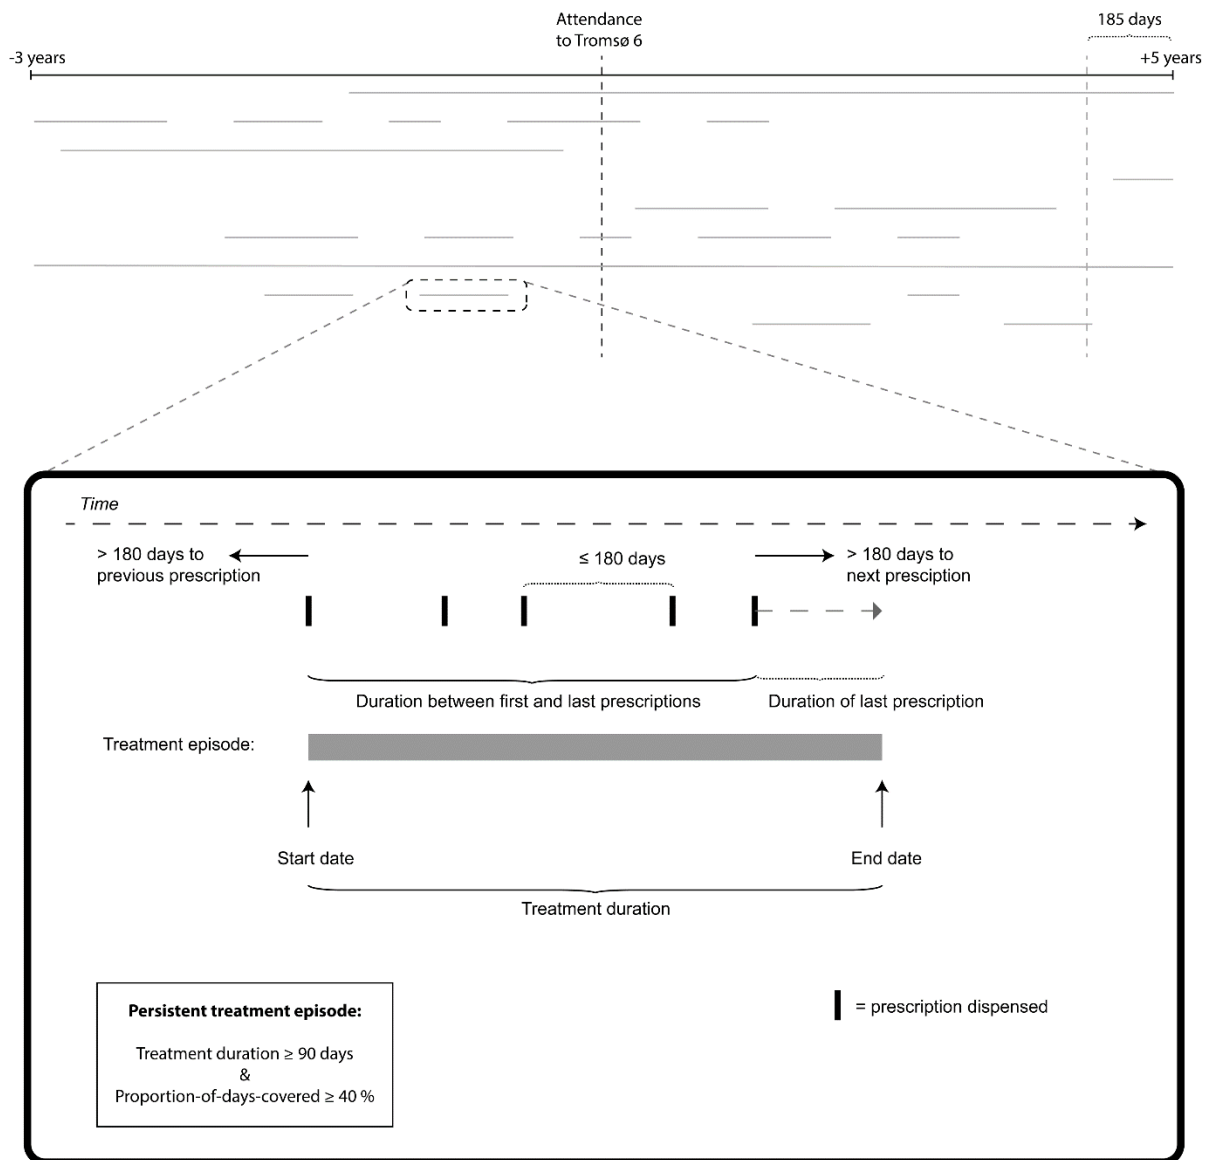 Attendance
to Tromsø 6
185 days
-3 years
+5 years
Time
> 180 days to
previous prescription
≤ 180 days
> 180 days to
next presciption
Duration between first and last prescriptions
Duration of last prescription
Treatment episode:
Start date
End date
Treatment duration
Persistent treatment episode:
Treatment duration ≥ 90 days
&
Proportion-of-days-covered ≥ 40 %
= prescription dispensed